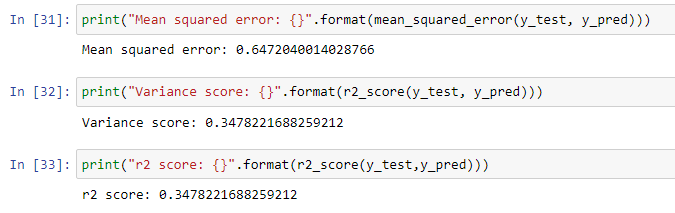 In [31]: print("Mean squared error: {}".format(mean_squared_error(y_test, y_pred)))
Mean squared error: 0.6472040014028766
In [32]: print("Variance score: {}".format(r2_score(y_test, y_pred)))
Variance score: 0.3478221688259212
In [33]: print("r2 score: {}".format(r2_score(y_test,y_pred)))
r2 score: 0.3478221688259212